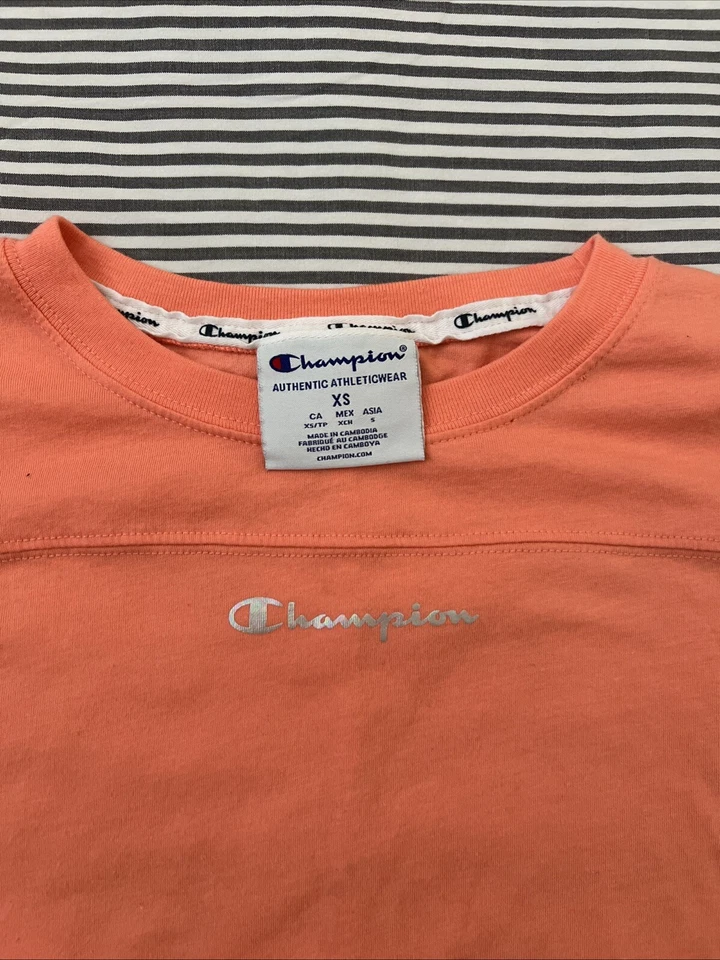 Champion Champion Champion Champion
Champion®
AUTHENTIC ATHLETICWEAR
XS
CA MEX ASIA
XS/TP XCH S
MADE IN CAMBODIA
FABRIQUÉ AU CAMBODGE
HECHO EN CAMBOYA
CHAMPION.COM
Champion